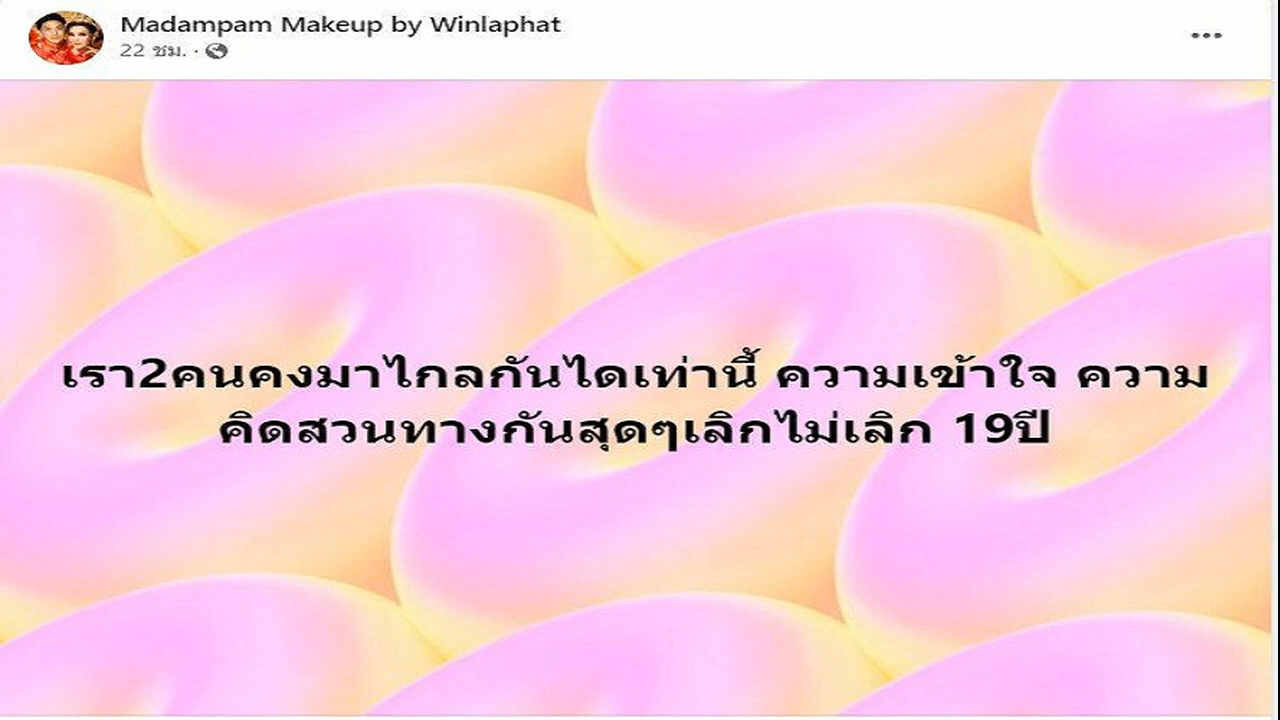 Madampam Makeup by Winlaphat
22 ชม. ·
เรา2คนคงมาไกลกันไดเท่านี้ ความเข้าใจ ความ
คิดสวนทางกันสุดๆเลิกไม่เลิก 19ปี